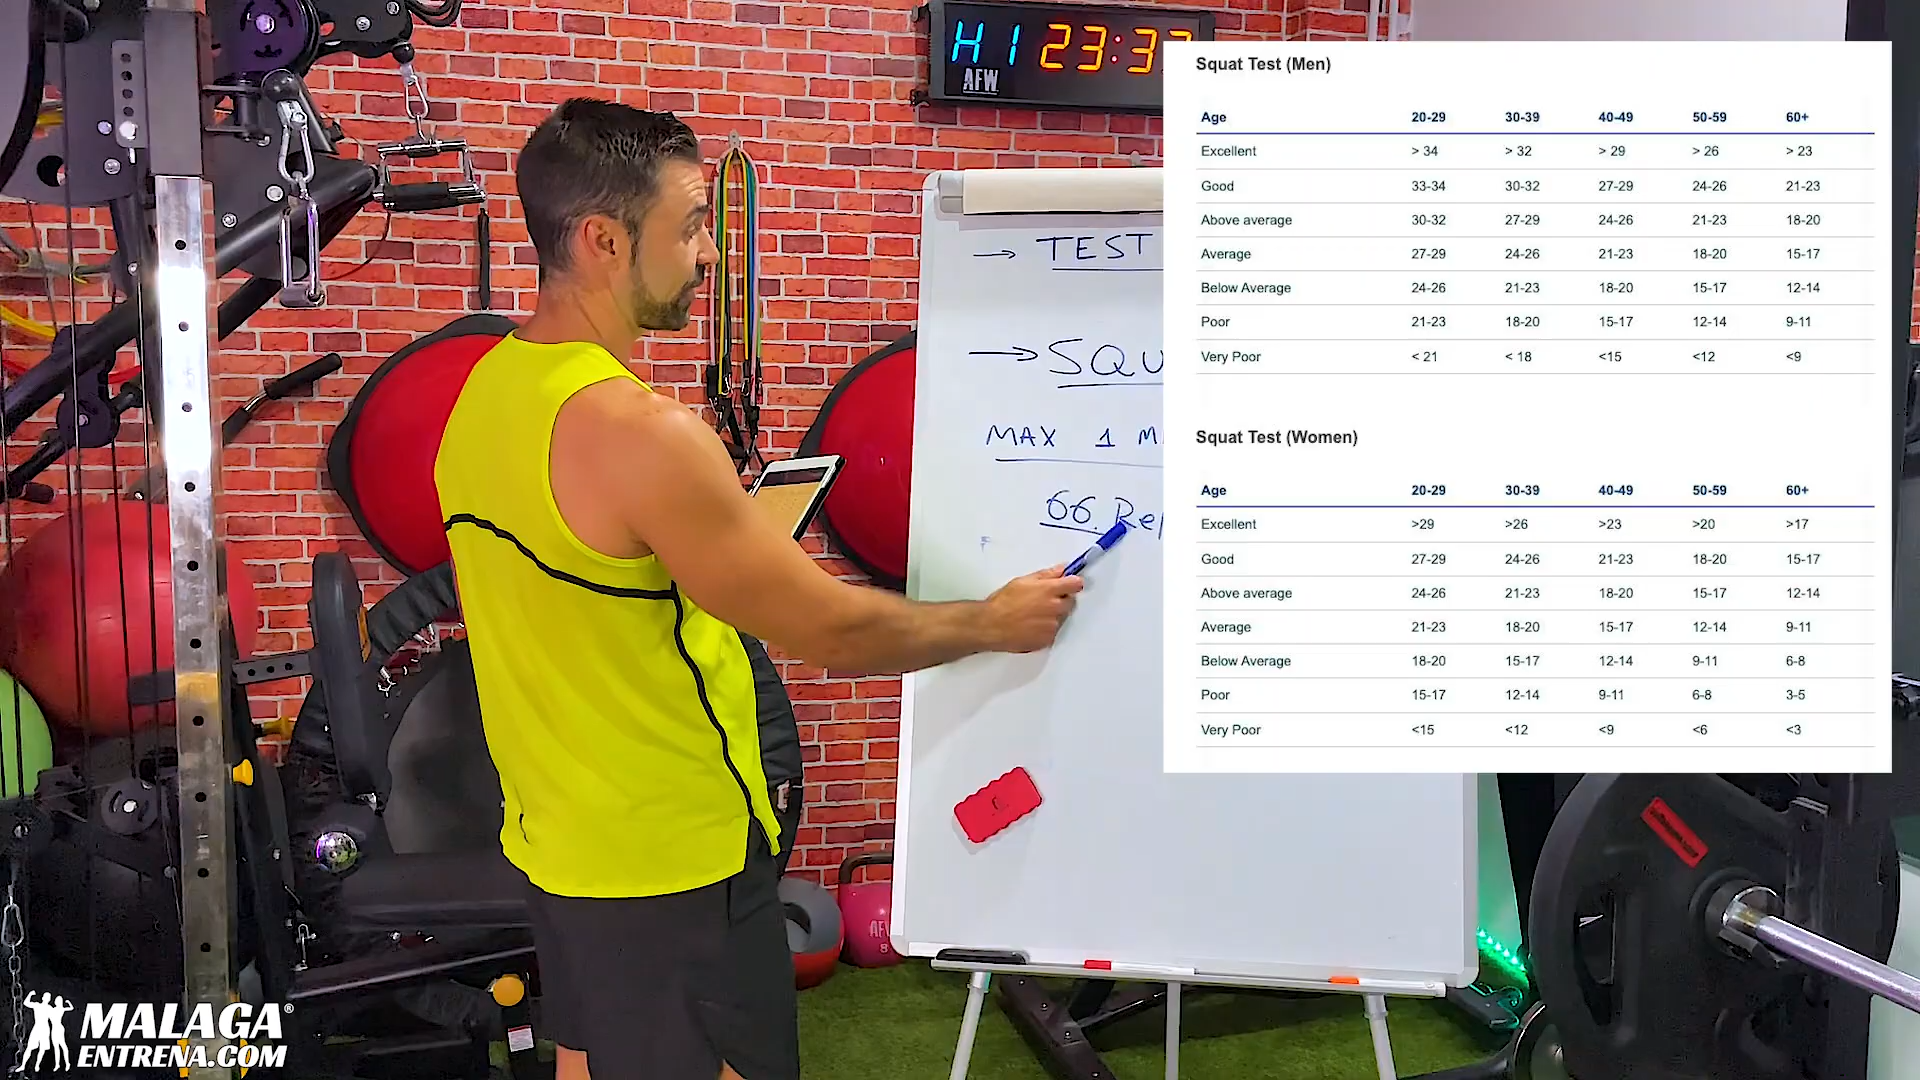 H1 23:3
AFW
→ TEST
→ SQU
MAX 1 M
66. Rep
AFW
8
MALAGA®
ENTRENA.COM
Squat Test (Men)
Age 20-29 30-39 40-49 50-59 60+
Excellent > 34 > 32 > 29 > 26 > 23
Good 33-34 30-32 27-29 24-26 21-23
Above average 30-32 27-29 24-26 21-23 18-20
Average 27-29 24-26 21-23 18-20 15-17
Below Average 24-26 21-23 18-20 15-17 12-14
Poor 21-23 18-20 15-17 12-14 9-11
Very Poor < 21 < 18 <15 <12 <9
Squat Test (Women)
Age 20-29 30-39 40-49 50-59 60+
Excellent >29 >26 >23 >20 >17
Good 27-29 24-26 21-23 18-20 15-17
Above average 24-26 21-23 18-20 15-17 12-14
Average 21-23 18-20 15-17 12-14 9-11
Below Average 18-20 15-17 12-14 9-11 6-8
Poor 15-17 12-14 9-11 6-8 3-5
Very Poor <15 <12 <9 <6 <3